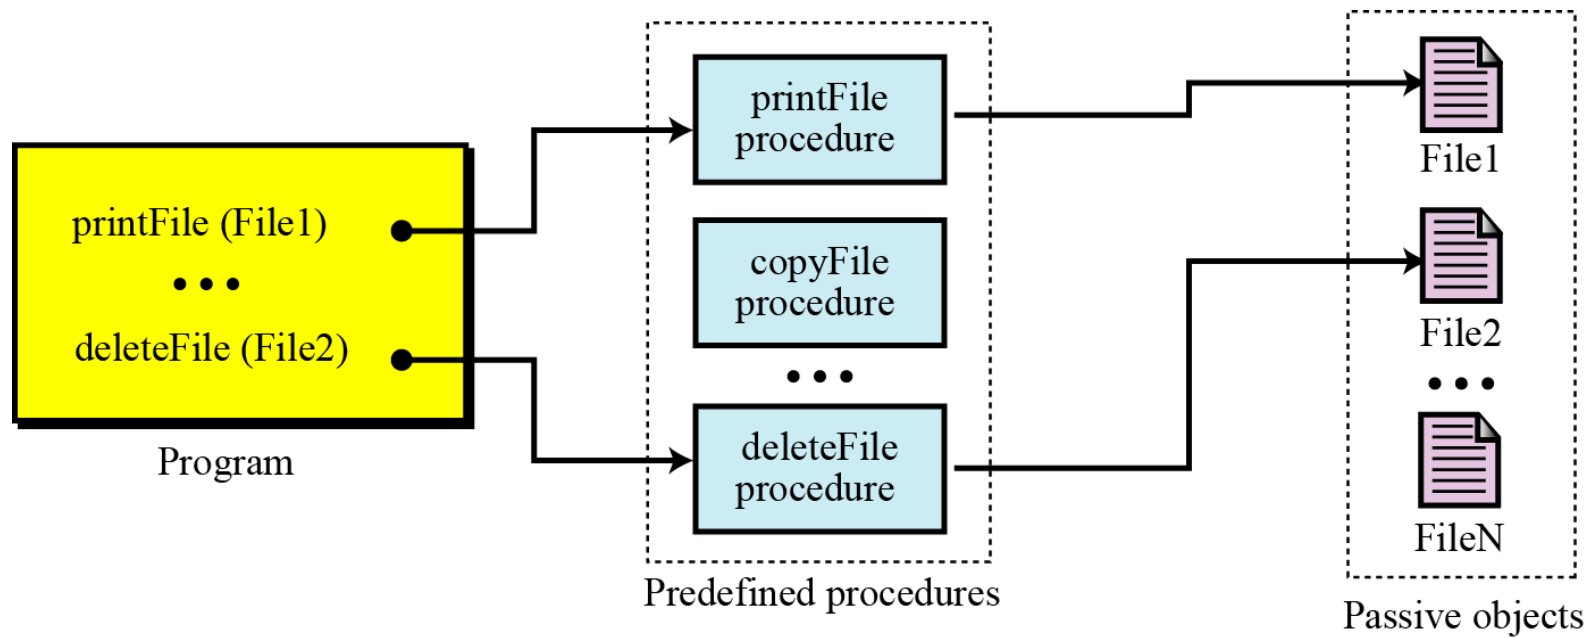 printFile (File1)
• • •
deleteFile (File2)
Program
printFile
procedure
copyFile
procedure
• • •
deleteFile
procedure
Predefined procedures
File1
File2
• • •
FileN
Passive objects